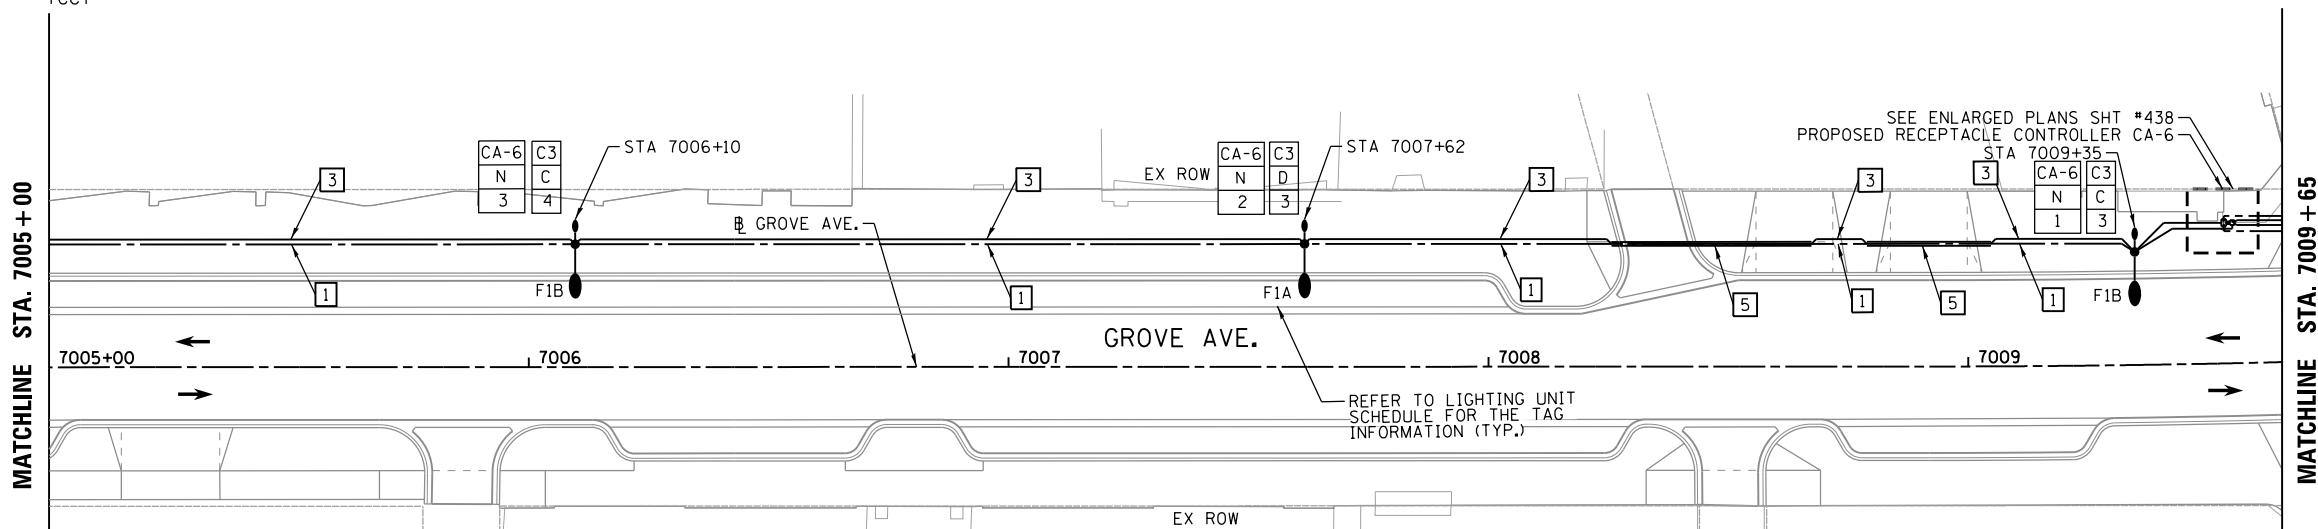 MATCHLINE STA. 7005+00
CA-6 C3
N C
3 4
STA 7006+10
3
3
EX ROW
CA-6 C3
N D
2 3
STA 7007+62
3
3
SEE ENLARGED PLANS SHT #438
PROPOSED RECEPTACLE CONTROLLER CA-6
STA 7009+35
3
CA-6 C3
N C
1 3
℄ GROVE AVE.
F1B
1
1
F1A
1
5
1
5
1
F1B
GROVE AVE.
7005+00
7006
7007
7008
7009
REFER TO LIGHTING UNIT
SCHEDULE FOR THE TAG
INFORMATION (TYP.)
EX ROW
MATCHLINE STA. 7009+65